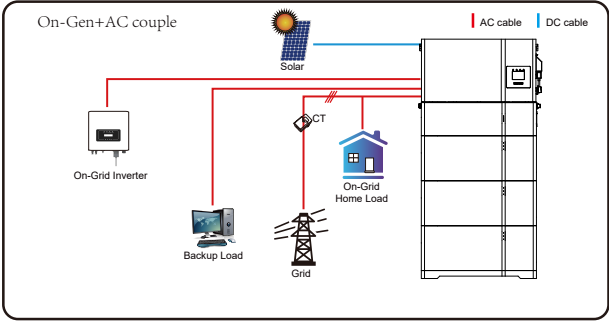 On-Gen+AC couple
AC cable
DC cable
Solar
CT
On-Grid Inverter
On-Grid
Home Load
Backup Load
Grid